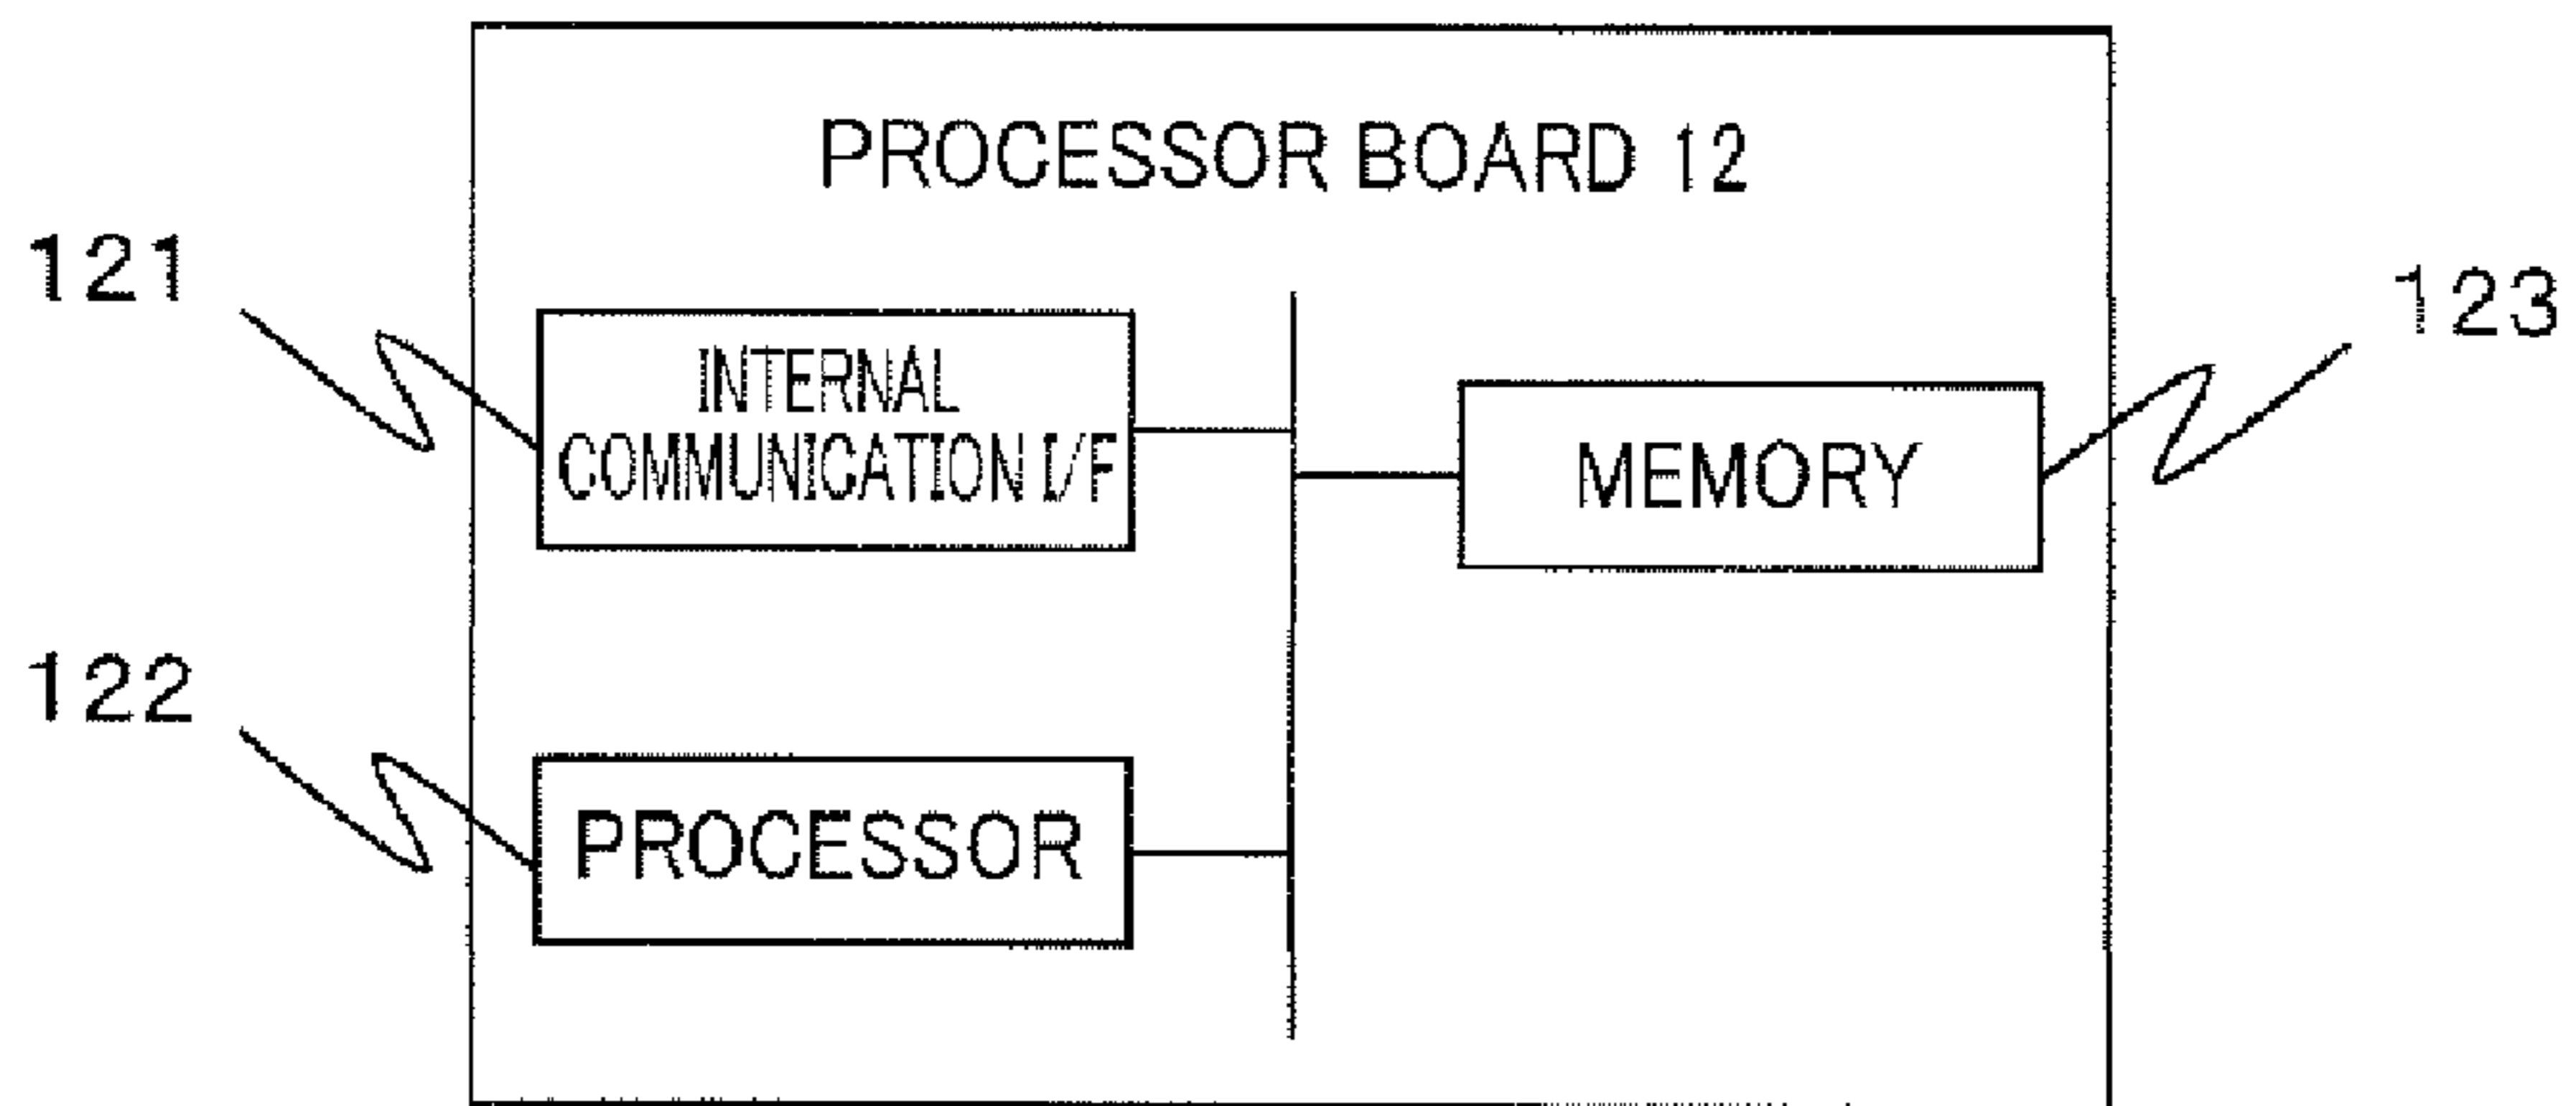 PROCESSOR BOARD 12
121
INTERNAL
COMMUNICATION I/F
123
MEMORY
122
PROCESSOR